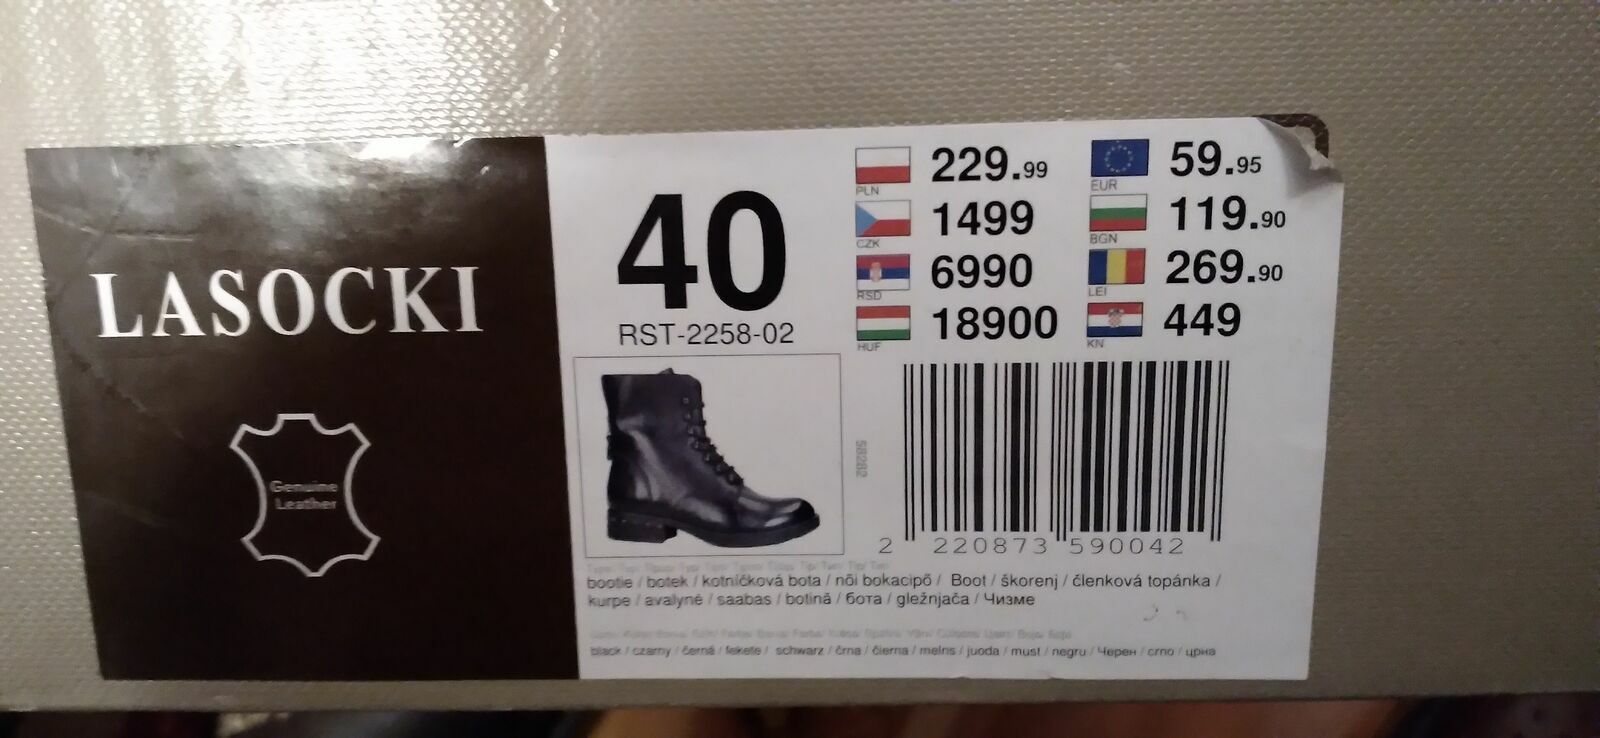 LASOCKI
Genuine
Leather
40
RST-2258-02
PLN 229.99
CZK 1499
RSD 6990
HUF 18900
EUR 59.95
BGN 119.90
LEI 269.90
KN 449
58282
2 220873 590042
bootie / botek / kotníčková bota / női bokacipő / Boot / škorenj / členková topánka /
kurpe / avalynė / saabas / botină / бота / gležnjača / Чизме
black / czarny / černá / fekete / schwarz / črna / čierna / melns / juoda / must / negru / Черен / crno / црна